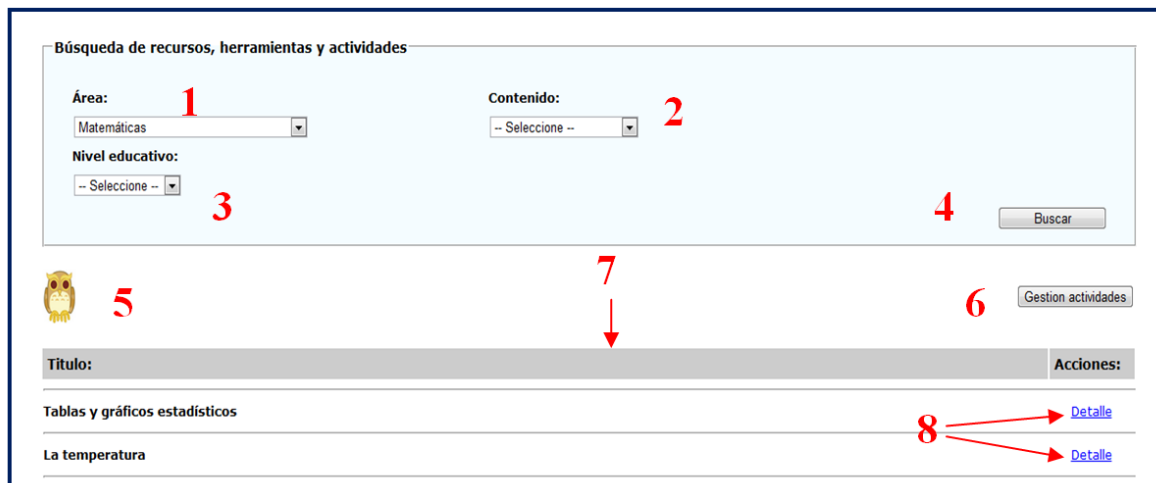 Búsqueda de recursos, herramientas y actividades
Área: 1 Contenido: 2
Matemáticas -- Seleccione --
Nivel educativo:
-- Seleccione -- 3
4 Buscar
7
5 6 Gestion actividades
Titulo: Acciones:
Tablas y gráficos estadísticos Detalle
8
La temperatura Detalle